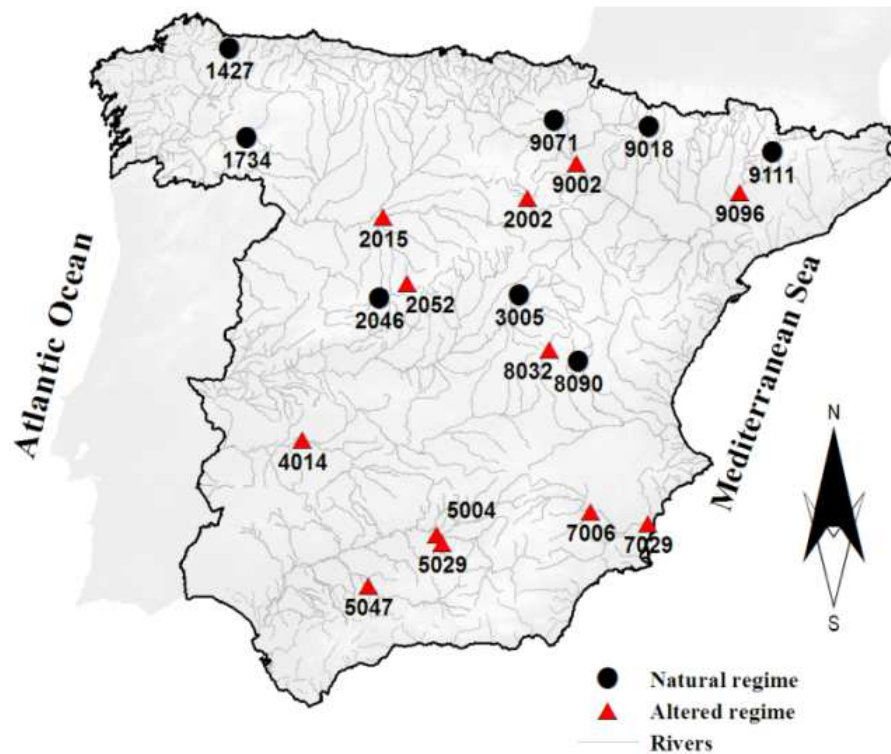 1427
1734
9071
9018
9111
9002
9096
2002
2015
2052
2046
3005
8032
8090
4014
5004
5029
5047
7006
7029
Atlantic Ocean
Mediterranean Sea
N
S
Natural regime
Altered regime
Rivers